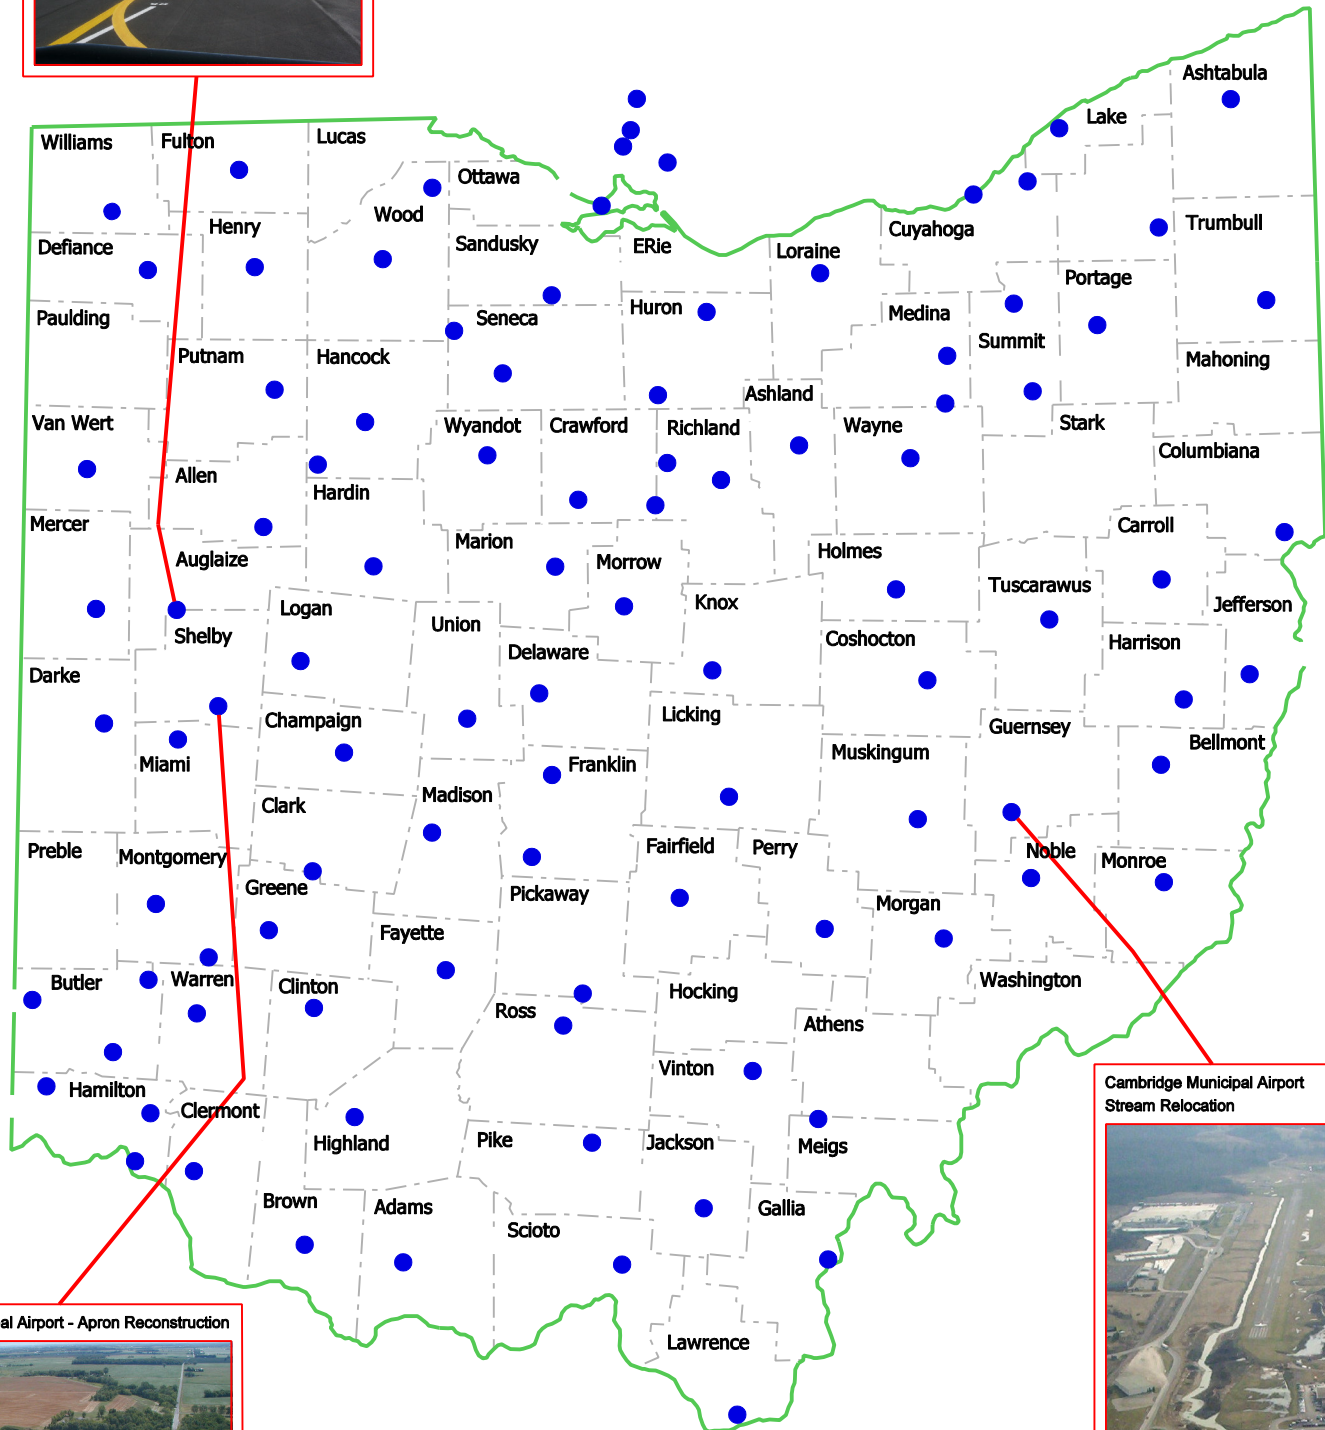 Ashtabula
Lake
Williams
Fulton
Lucas
Ottawa
Wood
Henry
Defiance
Sandusky
ERie
Loraine
Cuyahoga
Trumbull
Portage
Paulding
Seneca
Huron
Medina
Summit
Putnam
Hancock
Mahoning
Ashland
Van Wert
Wyandot
Crawford
Richland
Wayne
Stark
Columbiana
Allen
Hardin
Mercer
Marion
Carroll
Auglaize
Morrow
Holmes
Tuscarawus
Logan
Knox
Jefferson
Shelby
Union
Delaware
Coshocton
Harrison
Darke
Champaign
Licking
Guernsey
Muskingum
Bellmont
Miami
Franklin
Clark
Madison
Preble
Montgomery
Fairfield
Perry
Noble
Monroe
Greene
Pickaway
Morgan
Fayette
Butler
Warren
Clinton
Hocking
Washington
Ross
Athens
Vinton
Hamilton
Clermont
Cambridge Municipal Airport
Stream Relocation
Highland
Pike
Jackson
Meigs
Brown
Adams
Gallia
Scioto
al Airport - Apron Reconstruction
Lawrence